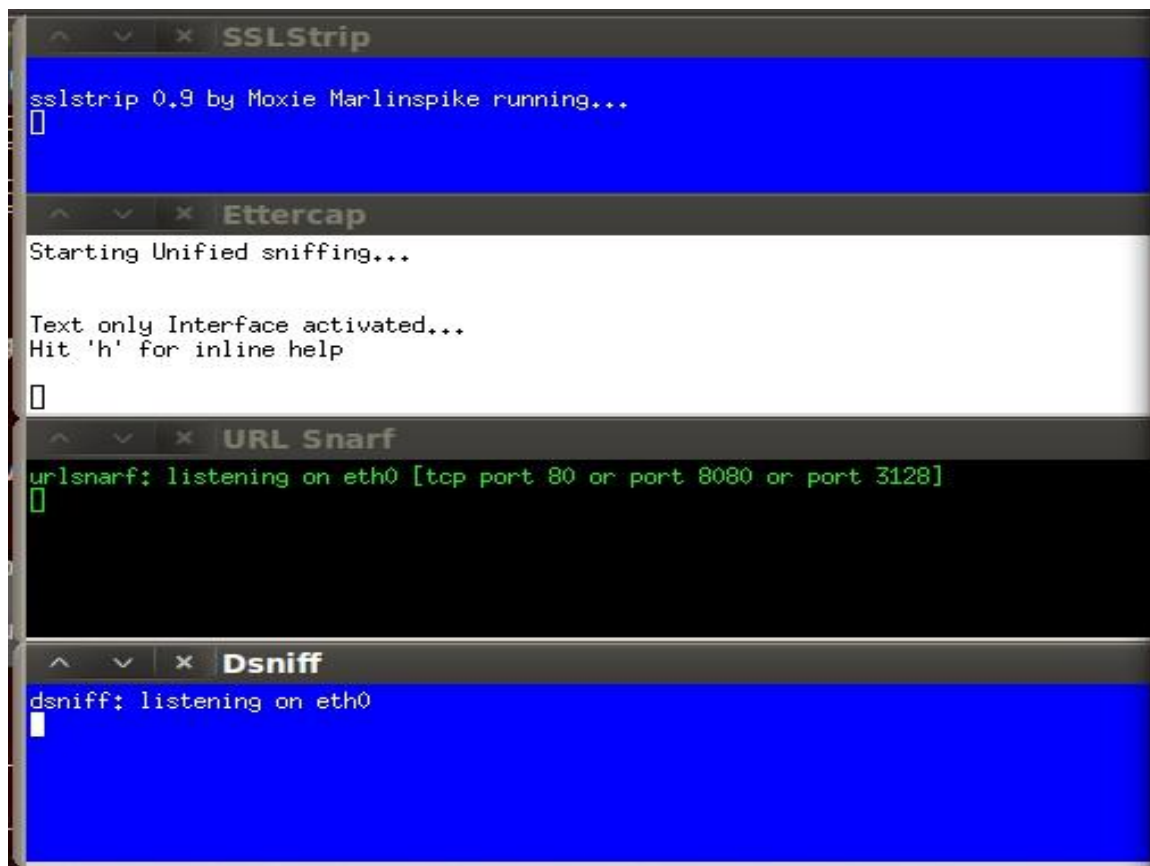 SSLStrip
sslstrip 0.9 by Moxie Marlinspike running...
Ettercap
Starting Unified sniffing...
Text only Interface activated...
Hit 'h' for inline help
URL Snarf
urlsnarf: listening on eth0 [tcp port 80 or port 8080 or port 3128]
Dsniff
dsniff: listening on eth0